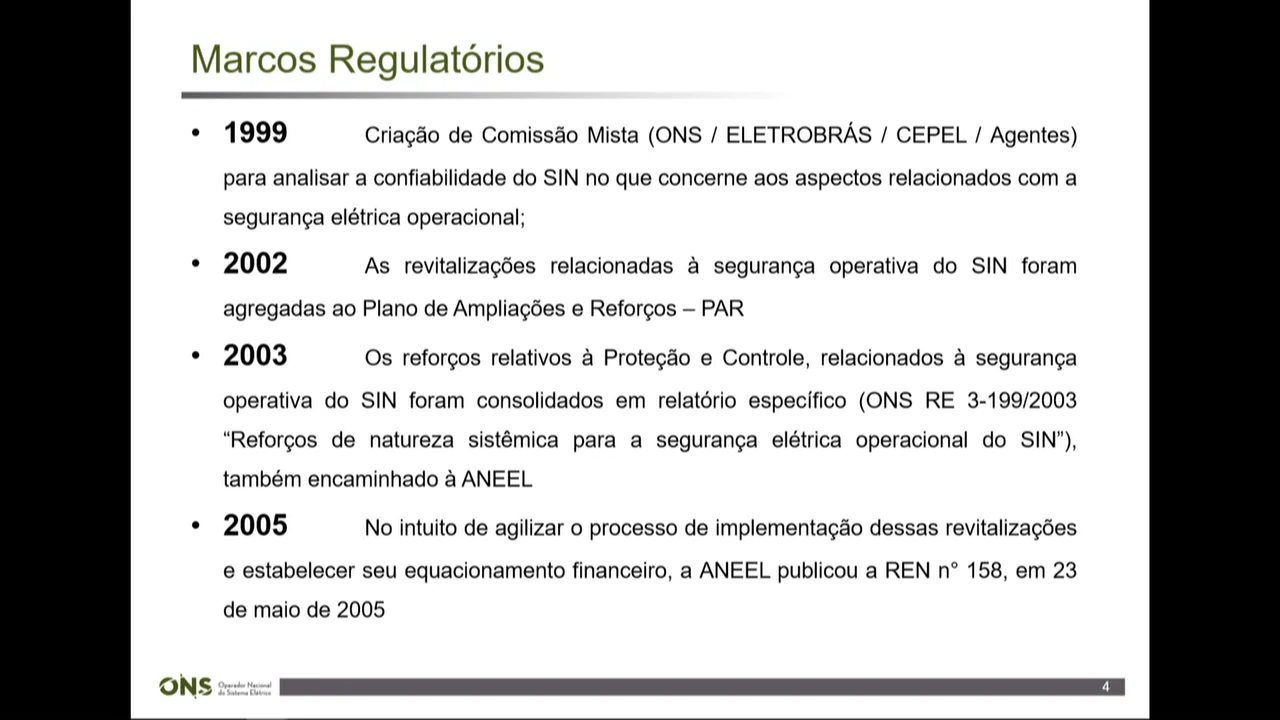 Marcos Regulatórios
• 1999 Criação de Comissão Mista (ONS / ELETROBRÁS / CEPEL / Agentes)
para analisar a confiabilidade do SIN no que concerne aos aspectos relacionados com a
segurança elétrica operacional;
• 2002 As revitalizações relacionadas à segurança operativa do SIN foram
agregadas ao Plano de Ampliações e Reforços – PAR
• 2003 Os reforços relativos à Proteção e Controle, relacionados à segurança
operativa do SIN foram consolidados em relatório específico (ONS RE 3-199/2003
“Reforços de natureza sistêmica para a segurança elétrica operacional do SIN”),
também encaminhado à ANEEL
• 2005 No intuito de agilizar o processo de implementação dessas revitalizações
e estabelecer seu equacionamento financeiro, a ANEEL publicou a REN n° 158, em 23
de maio de 2005
ONS Operador Nacional
do Sistema Elétrico
4